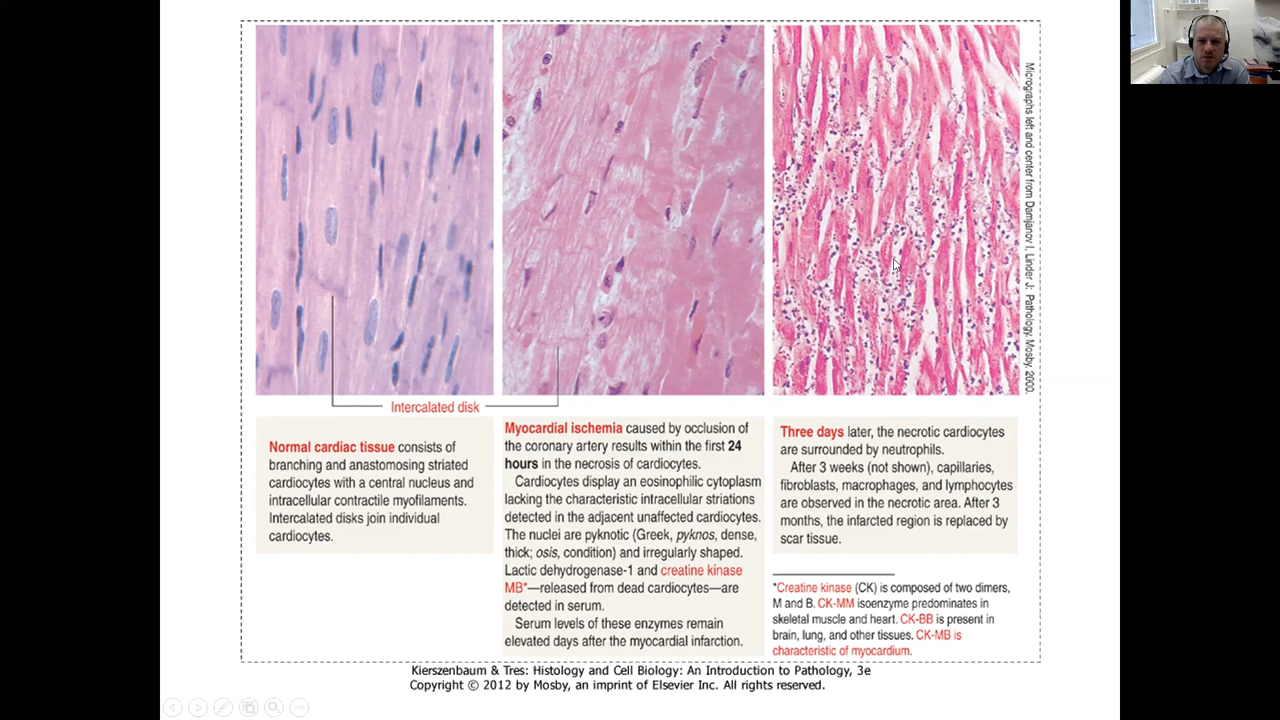 Micrographs left and center from Damjanov I, Linder J: Pathology, Mosby, 2000.
Intercalated disk
Normal cardiac tissue consists of
branching and anastomosing striated
cardiocytes with a central nucleus and
intracellular contractile myofilaments.
Intercalated disks join individual
cardiocytes.
Myocardial ischemia caused by occlusion of
the coronary artery results within the first 24
hours in the necrosis of cardiocytes.
Cardiocytes display an eosinophilic cytoplasm
lacking the characteristic intracellular striations
detected in the adjacent unaffected cardiocytes.
The nuclei are pyknotic (Greek, pyknos, dense,
thick; osis, condition) and irregularly shaped.
Lactic dehydrogenase-1 and creatine kinase
MB*—released from dead cardiocytes—are
detected in serum.
Serum levels of these enzymes remain
elevated days after the myocardial infarction.
Three days later, the necrotic cardiocytes
are surrounded by neutrophils.
After 3 weeks (not shown), capillaries,
fibroblasts, macrophages, and lymphocytes
are observed in the necrotic area. After 3
months, the infarcted region is replaced by
scar tissue.
*Creatine kinase (CK) is composed of two dimers,
M and B. CK-MM isoenzyme predominates in
skeletal muscle and heart. CK-BB is present in
brain, lung, and other tissues. CK-MB is
characteristic of myocardium.
Kierszenbaum & Tres: Histology and Cell Biology: An Introduction to Pathology, 3e
Copyright © 2012 by Mosby, an imprint of Elsevier Inc. All rights reserved.